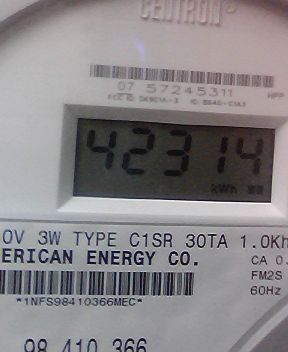 CENTRON®
07 57245311
42314
kWh
0V 3W TYPE C1SR 30TA 1.0Kh
ERICAN ENERGY CO.
CA 0.
FM2S
60Hz
*1NFS98410366MEC*
98 410 366